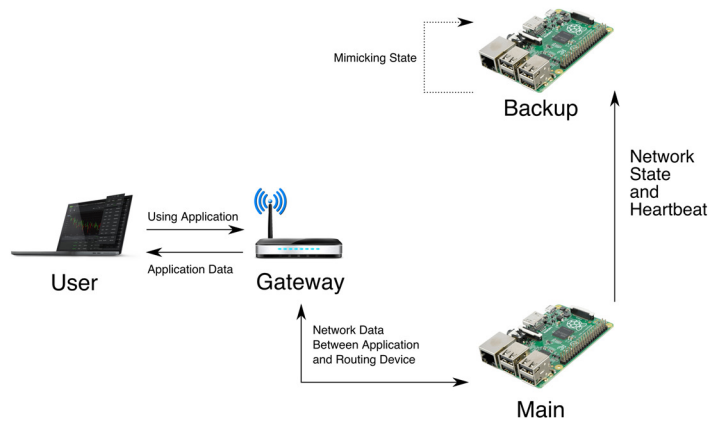 Mimicking State
Backup
Network
State
and
Heartbeat
Using Application
Application Data
User
Gateway
Network Data
Between Application
and Routing Device
Main